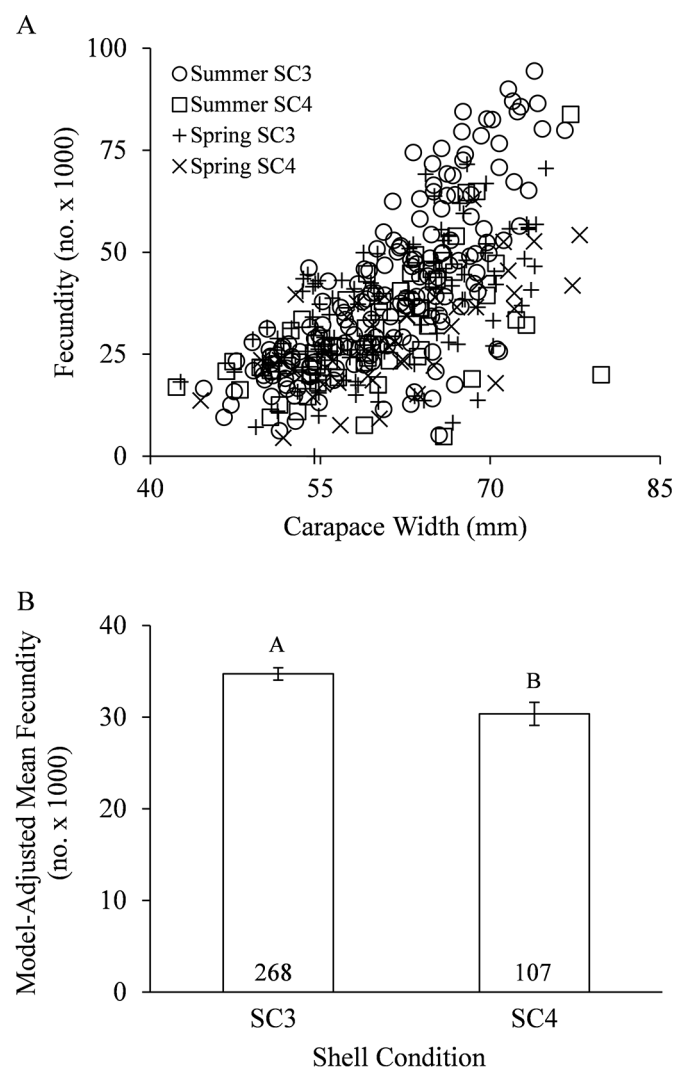 A
100
75
50
25
0
Fecundity (no. x 1000)
Summer SC3
Summer SC4
Spring SC3
Spring SC4
40 55 70 85
Carapace Width (mm)
B
40
30
20
10
0
Model-Adjusted Mean Fecundity
(no. x 1000)
A
B
268 107
SC3 SC4
Shell Condition